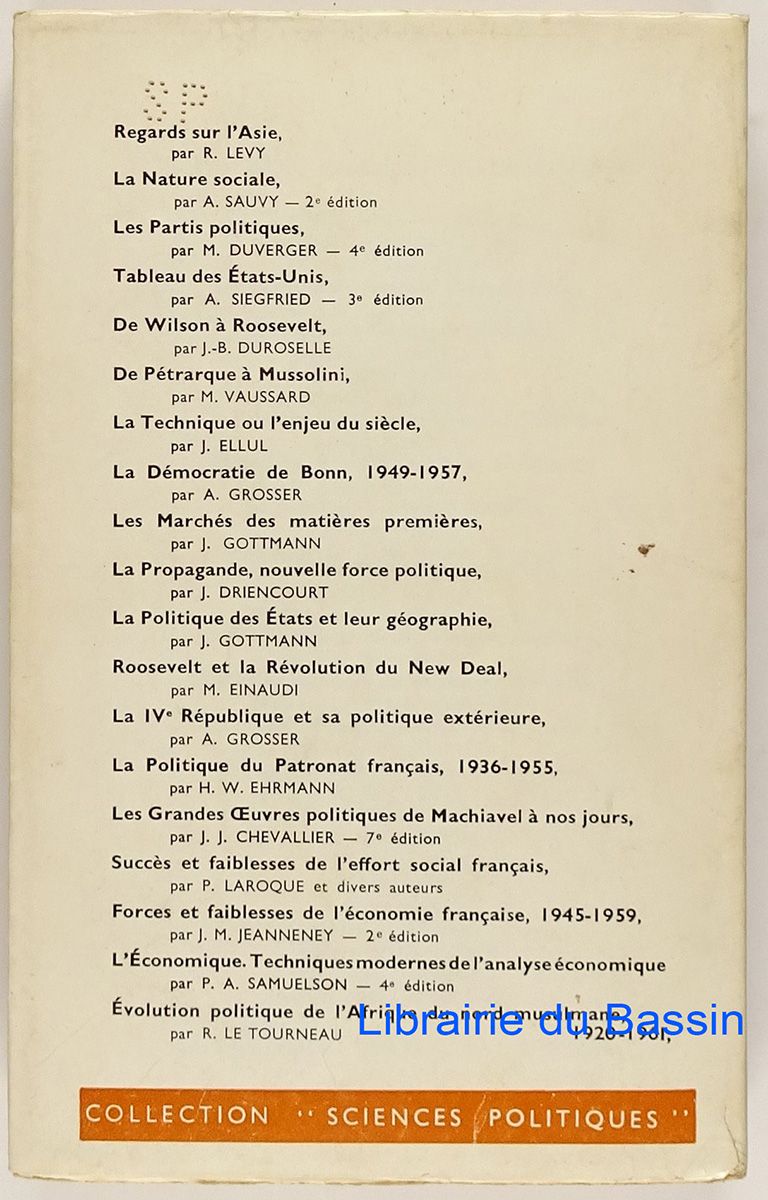 SP
Regards sur l'Asie,
par R. LEVY
La Nature sociale,
par A. SAUVY — 2e édition
Les Partis politiques,
par M. DUVERGER — 4e édition
Tableau des États-Unis,
par A. SIEGFRIED — 3e édition
De Wilson à Roosevelt,
par J.-B. DUROSELLE
De Pétrarque à Mussolini,
par M. VAUSSARD
La Technique ou l'enjeu du siècle,
par J. ELLUL
La Démocratie de Bonn, 1949-1957,
par A. GROSSER
Les Marchés des matières premières,
par J. GOTTMANN
La Propagande, nouvelle force politique,
par J. DRIENCOURT
La Politique des États et leur géographie,
par J. GOTTMANN
Roosevelt et la Révolution du New Deal,
par M. EINAUDI
La IVe République et sa politique extérieure,
par A. GROSSER
La Politique du Patronat français, 1936-1955,
par H. W. EHRMANN
Les Grandes Œuvres politiques de Machiavel à nos jours,
par J. J. CHEVALLIER — 7e édition
Succès et faiblesses de l'effort social français,
par P. LAROQUE et divers auteurs
Forces et faiblesses de l'économie française, 1945-1959,
par J. M. JEANNENEY — 2e édition
L'Économique. Techniques modernes de l'analyse économique
par P. A. SAMUELSON — 4e édition
Évolution politique de l'Afrique du nord musulmane
1920-1961,
par R. LE TOURNEAU
Librairie du Bassin
COLLECTION “ SCIENCES POLITIQUES ”